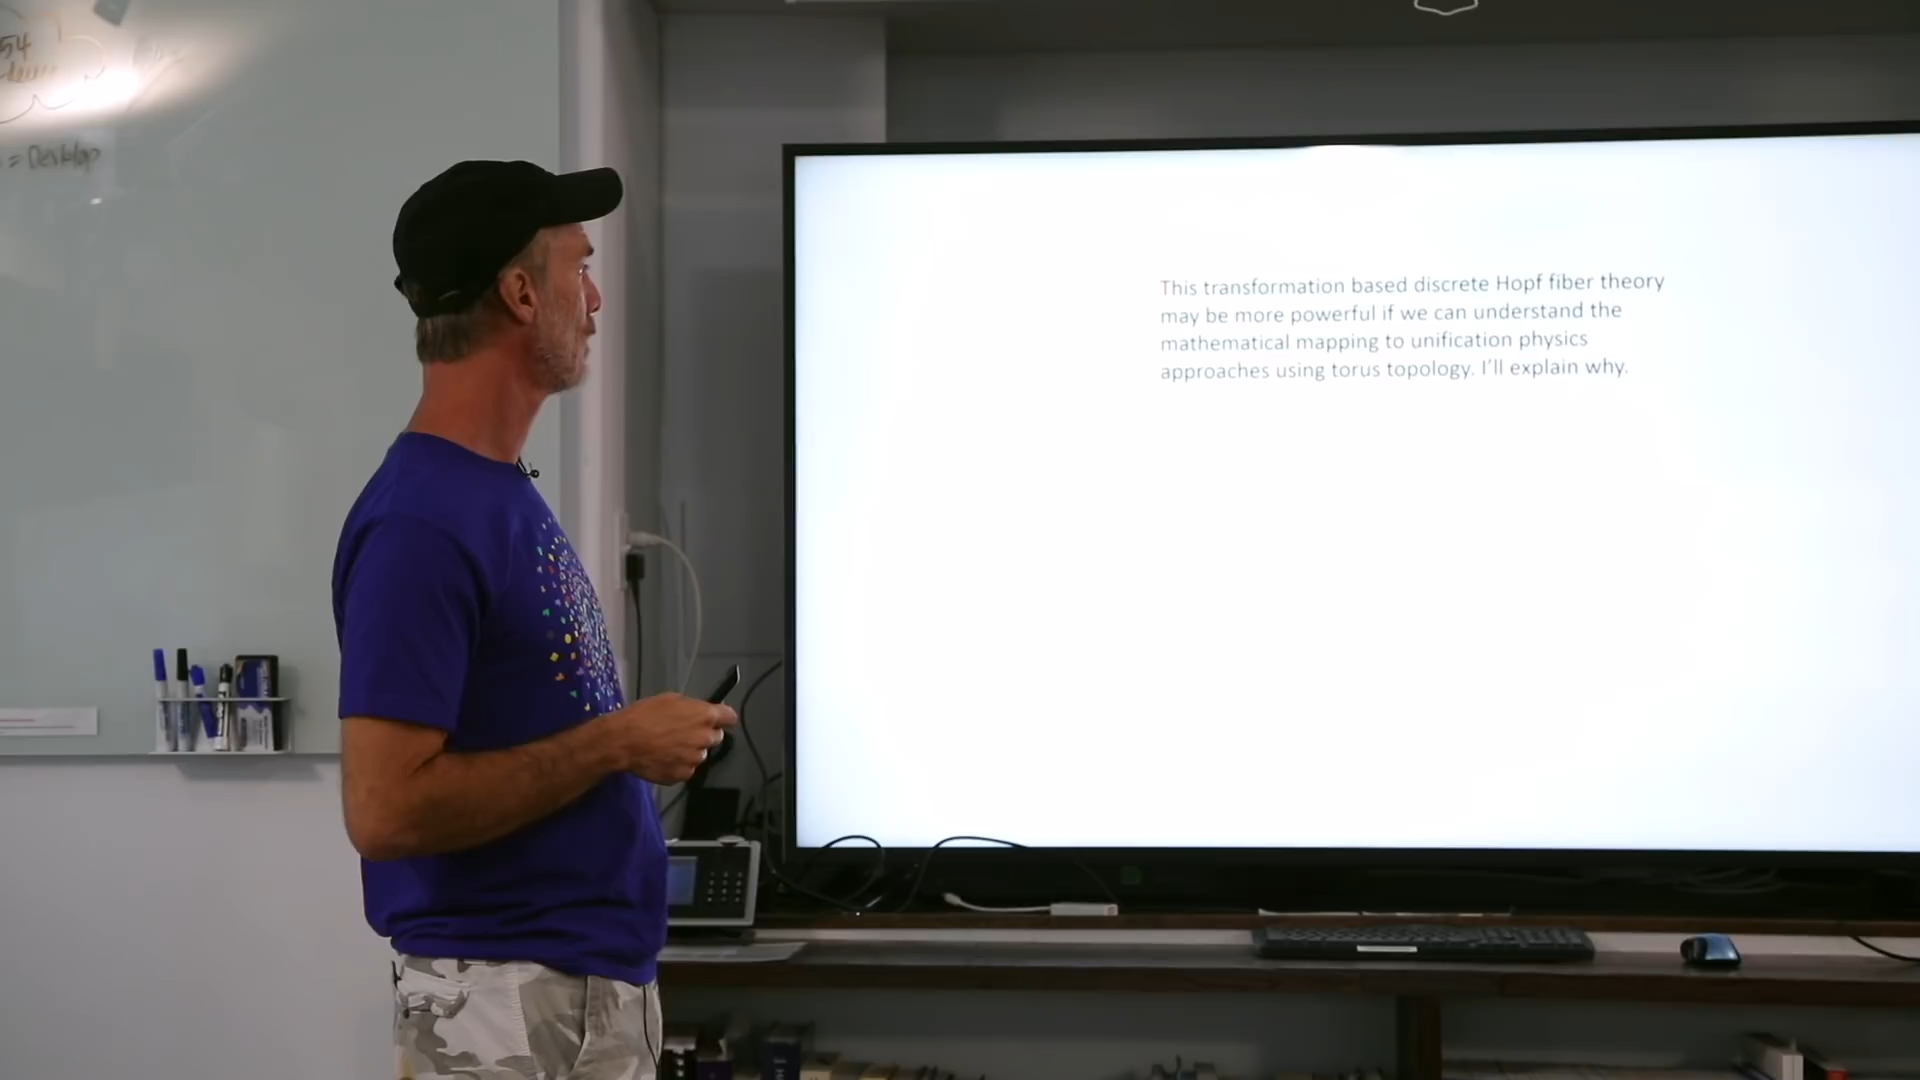 54
= Desktop
This transformation based discrete Hopf fiber theory
may be more powerful if we can understand the
mathematical mapping to unification physics
approaches using torus topology. I'll explain why.